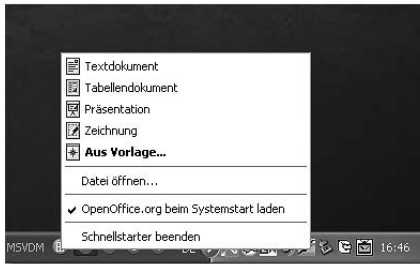 Textdokument
Tabellendokument
Präsentation
Zeichnung
Aus Vorlage...
Datei öffnen...
OpenOffice.org beim Systemstart laden
Schnellstarter beenden
MSVDM 16:46